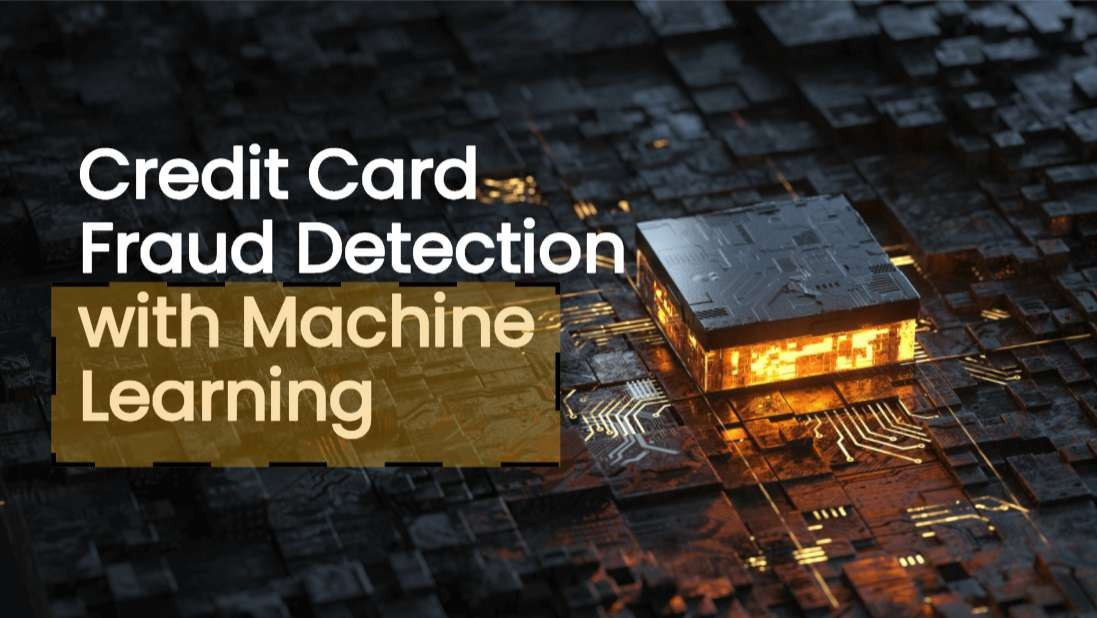 Credit Card
Fraud Detection
with Machine
Learning